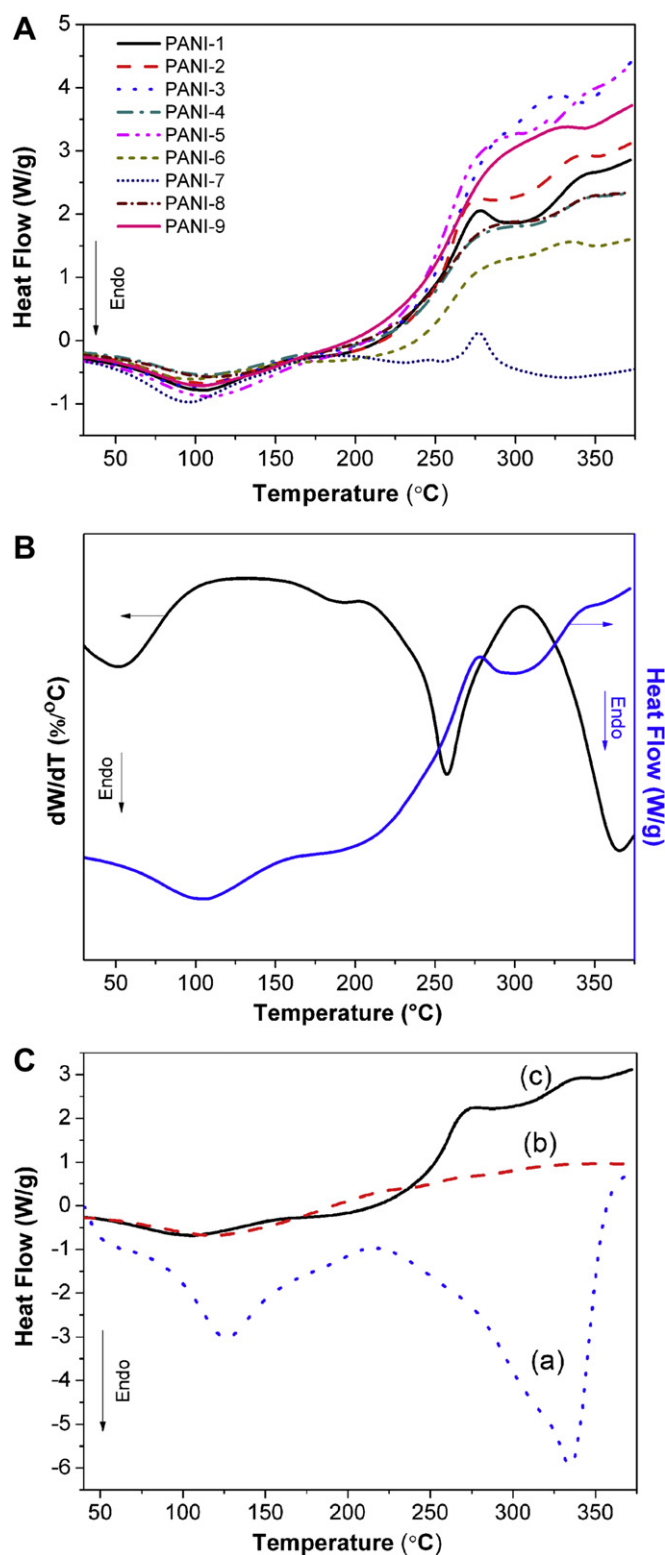 A
5
4
3
2
1
0
-1
Heat Flow (W/g)
PANI-1
PANI-2
PANI-3
PANI-4
PANI-5
PANI-6
PANI-7
PANI-8
PANI-9
Endo
50 100 150 200 250 300 350
Temperature (°C)
B
dW/dT (%/°C)
Endo
Endo
Heat Flow (W/g)
50 100 150 200 250 300 350
Temperature (°C)
C
3
2
1
0
-1
-2
-3
-4
-5
-6
Heat Flow (W/g)
(c)
(b)
(a)
Endo
50 100 150 200 250 300 350
Temperature (°C)